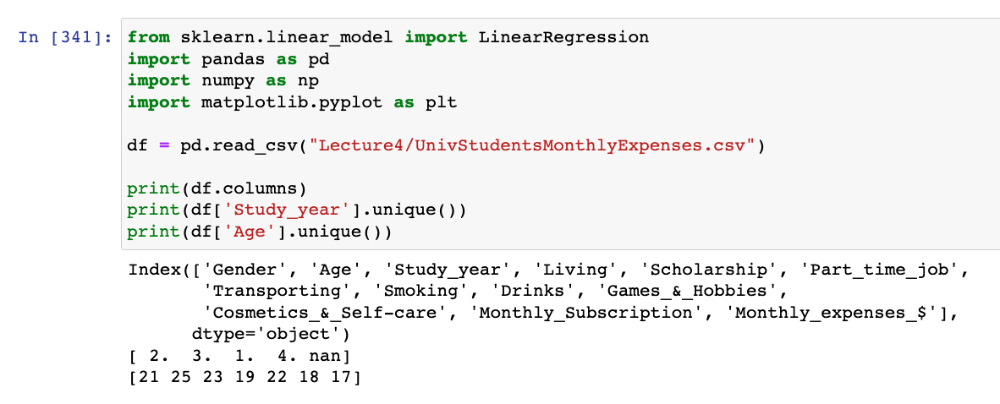 In [341]: from sklearn.linear_model import LinearRegression
import pandas as pd
import numpy as np
import matplotlib.pyplot as plt
df = pd.read_csv("Lecture4/UnivStudentsMonthlyExpenses.csv")
print(df.columns)
print(df['Study_year'].unique())
print(df['Age'].unique())
Index(['Gender', 'Age', 'Study_year', 'Living', 'Scholarship', 'Part_time_job',
'Transporting', 'Smoking', 'Drinks', 'Games_&_Hobbies',
'Cosmetics_&_Self-care', 'Monthly_Subscription', 'Monthly_expenses_$'],
dtype='object')
[ 2.  3.  1.  4. nan]
[21 25 23 19 22 18 17]